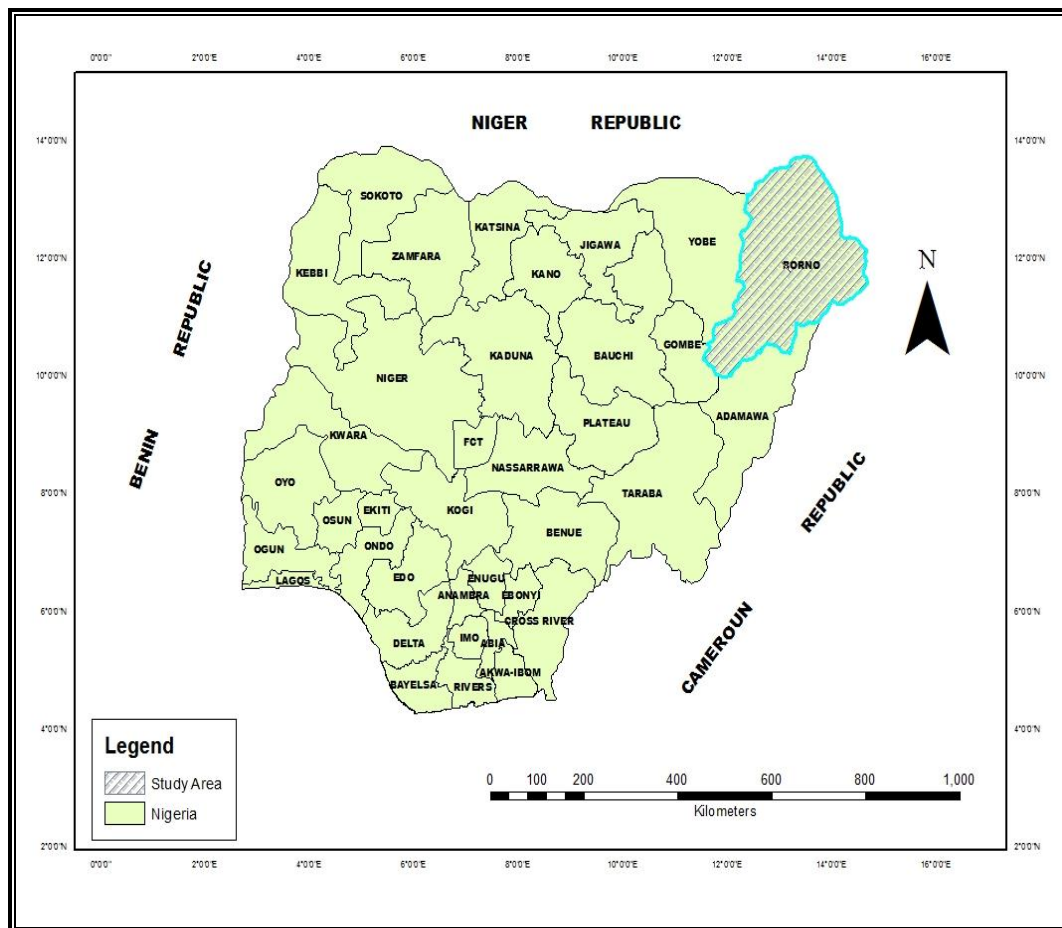 0°0'0"E 2°0'0"E 4°0'0"E 6°0'0"E 8°0'0"E 10°0'0"E 12°0'0"E 14°0'0"E 16°0'0"E
NIGER REPUBLIC
14°0'0"N 14°0'0"N
SOKOTO
KATSINA
YOBE
JIGAWA
ZAMFARA
12°0'0"N 12°0'0"N
BORNO
KEBBI
KANO
N
BENIN REPUBLIC
GOMBE
KADUNA
BAUCHI
10°0'0"N 10°0'0"N
NIGER
ADAMAWA
PLATEAU
KWARA
FCT
NASSARRAWA
OYO
8°0'0"N 8°0'0"N
TARABA
KOGI
EKITI
OSUN
BENUE
ONDO
OGUN
LAGOS
EDO
ENUGU
ANAMBRA
EBONYI
6°0'0"N 6°0'0"N
CROSS RIVER
DELTA
IMO
ABIA
AKWA-IBOM
BAYELSA
RIVERS
CAMEROUN REPUBLIC
4°0'0"N 4°0'0"N
Legend
Study Area
Nigeria
0 100 200 400 600 800 1,000
Kilometers
2°0'0"N 2°0'0"N
0°0'0"E 2°0'0"E 4°0'0"E 6°0'0"E 8°0'0"E 10°0'0"E 12°0'0"E 14°0'0"E 16°0'0"E